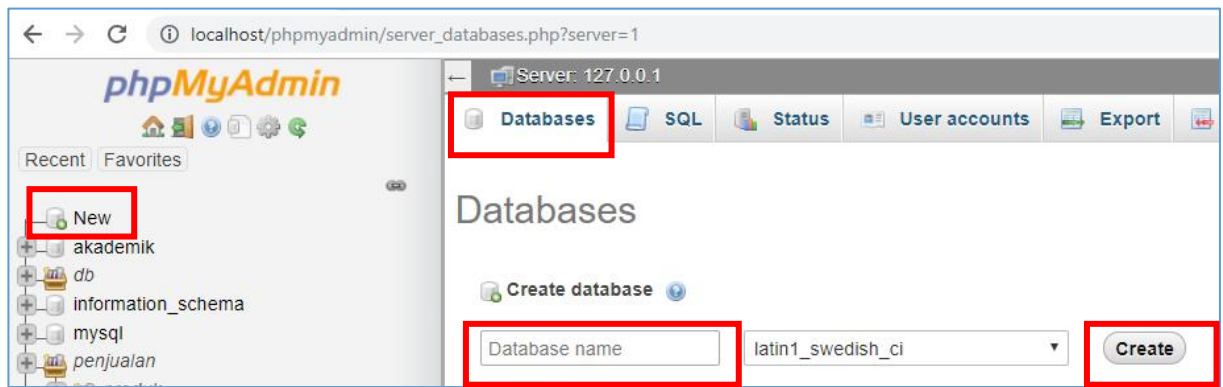 localhost/phpmyadmin/server_databases.php?server=1
phpMyAdmin
Recent Favorites
New
akademik
db
information_schema
mysql
penjualan
Server: 127.0.0.1
Databases SQL Status User accounts Export
Databases
Create database
Database name latin1_swedish_ci Create